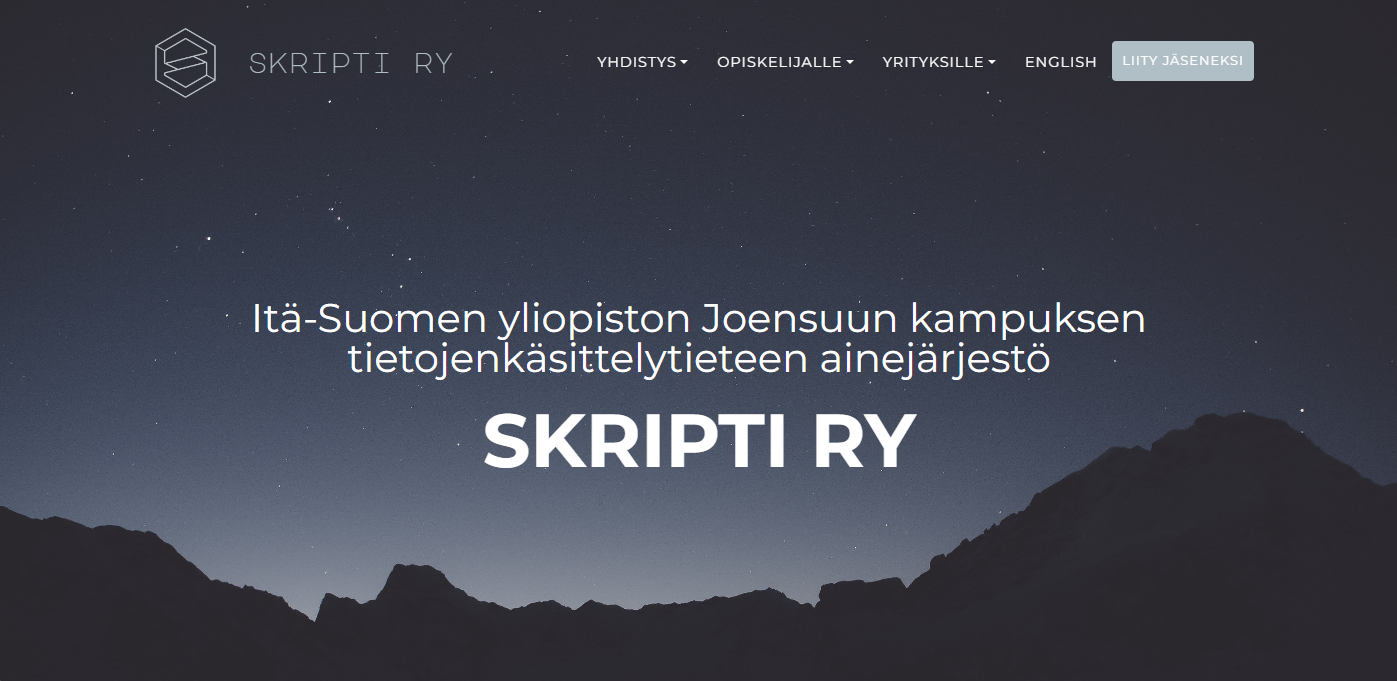 SKRIPTI RY
YHDISTYS
OPISKELIJALLE
YRITYKSILLE
ENGLISH
LIITY JÄSENEKSI
Itä-Suomen yliopiston Joensuun kampuksen
tietojenkäsittelytieteen ainejärjestö
SKRIPTI RY